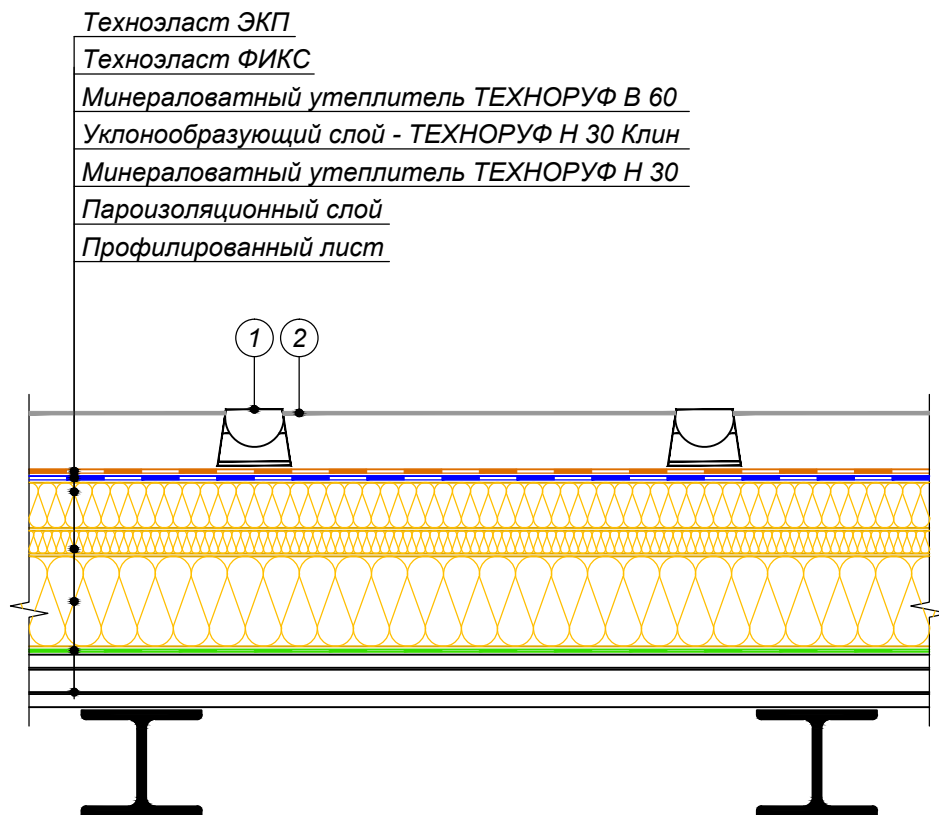 Техноэласт ЭКП
Техноэласт ФИКС
Минераловатный утеплитель ТЕХНОРУФ В 60
Уклонообразующий слой - ТЕХНОРУФ Н 30 Клин
Минераловатный утеплитель ТЕХНОРУФ Н 30
Пароизоляционный слой
Профилированный лист
1 2